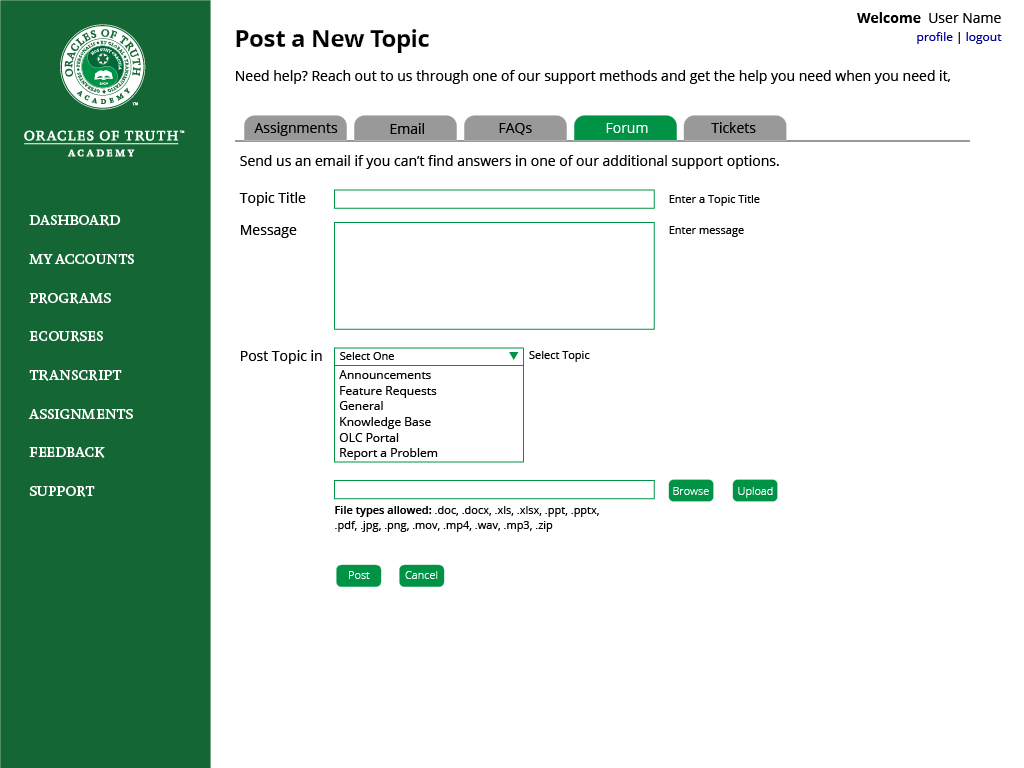 Welcome User Name
profile | logout
ORACLES OF TRUTH
ACADEMY
TM
ORACLES OF TRUTH™
ACADEMY
DASHBOARD
MY ACCOUNTS
PROGRAMS
ECOURSES
TRANSCRIPT
ASSIGNMENTS
FEEDBACK
SUPPORT
Post a New Topic
Need help? Reach out to us through one of our support methods and get the help you need when you need it,
Assignments Email FAQs Forum Tickets
Send us an email if you can’t find answers in one of our additional support options.
Topic Title Enter a Topic Title
Message Enter message
Post Topic in Select One ▼ Select Topic
Announcements
Feature Requests
General
Knowledge Base
OLC Portal
Report a Problem
Browse Upload
File types allowed: .doc, .docx, .xls, .xlsx, .ppt, .pptx,
.pdf, .jpg, .png, .mov, .mp4, .wav, .mp3, .zip
Post Cancel